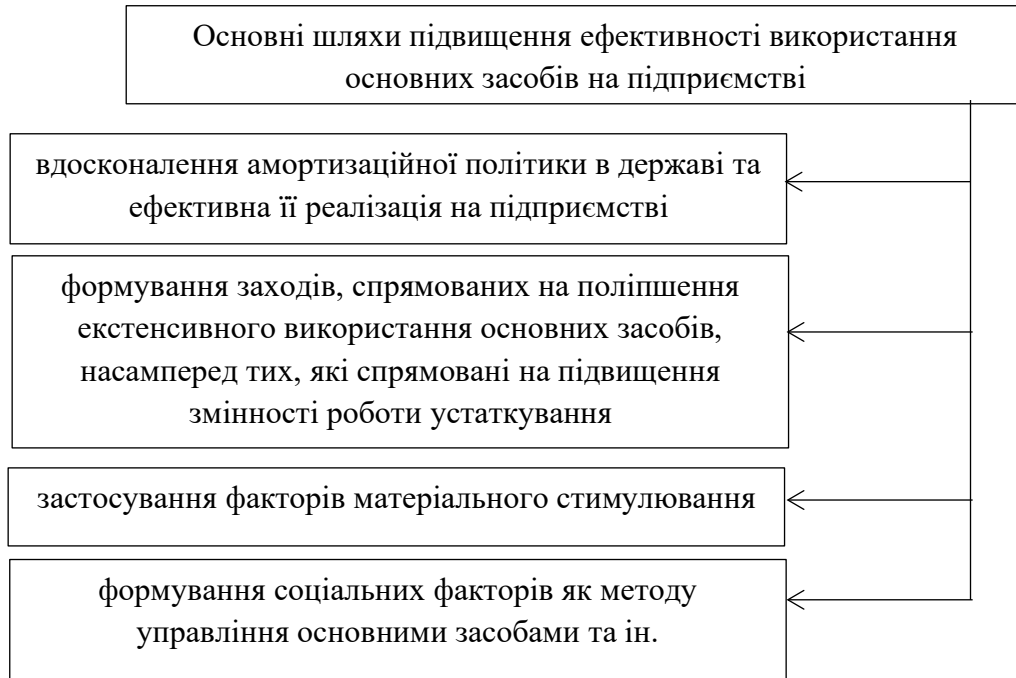 Основні шляхи підвищення ефективності використання
основних засобів на підприємстві
вдосконалення амортизаційної політики в державі та
ефективна її реалізація на підприємстві
формування заходів, спрямованих на поліпшення
екстенсивного використання основних засобів,
насамперед тих, які спрямовані на підвищення
змінності роботи устаткування
застосування факторів матеріального стимулювання
формування соціальних факторів як методу
управління основними засобами та ін.